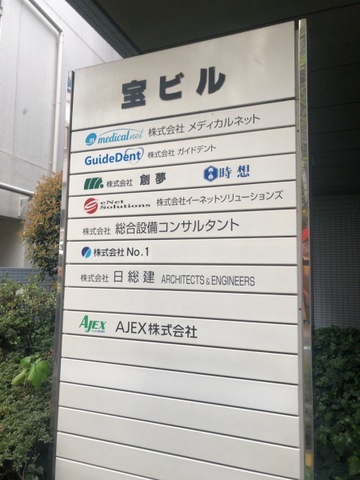 宝ビル
medicalnet 株式会社 メディカルネット
GuideDent 株式会社 ガイドデント
株式会社 創夢 時想
eNet Solutions 株式会社イーネットソリューションズ
株式会社 総合設備コンサルタント
株式会社 No.1
株式会社 日総建 ARCHITECTS & ENGINEERS
AJEX AJEX株式会社